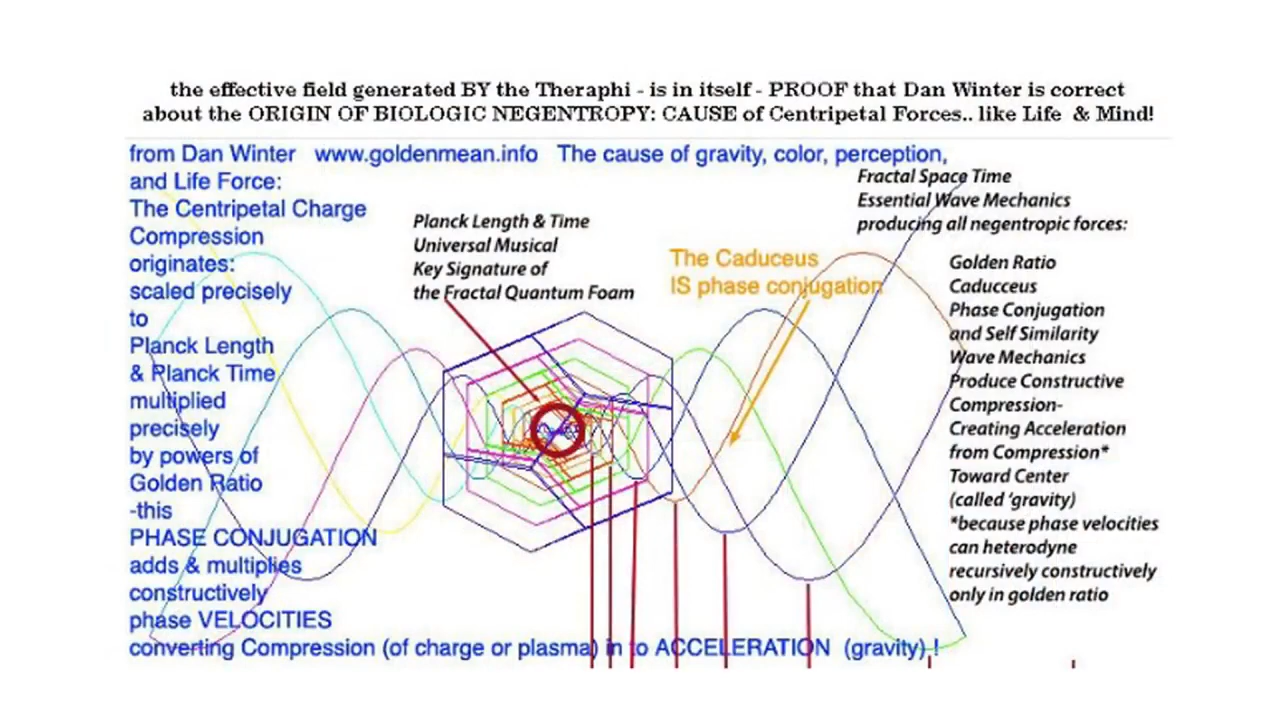 the effective field generated BY the Theraphi - is in itself - PROOF that Dan Winter is correct
about the ORIGIN OF BIOLOGIC NEGENTROPY: CAUSE of Centripetal Forces.. like Life & Mind!
from Dan Winter www.goldenmean.info The cause of gravity, color, perception,
and Life Force:
The Centripetal Charge
Compression
originates:
scaled precisely
to
Planck Length
& Planck Time
multiplied
precisely
by powers of
Golden Ratio
-this
PHASE CONJUGATION
adds & multiplies
constructively
phase VELOCITIES
converting Compression (of charge or plasma) in to ACCELERATION (gravity) !
Planck Length & Time
Universal Musical
Key Signature of
the Fractal Quantum Foam
The Caduceus
IS phase conjugation
Fractal Space Time
Essential Wave Mechanics
producing all negentropic forces:
Golden Ratio
Caducceus
Phase Conjugation
and Self Similarity
Wave Mechanics
Produce Constructive
Compression-
Creating Acceleration
from Compression*
Toward Center
(called 'gravity)
*because phase velocities
can heterodyne
recursively constructively
only in golden ratio